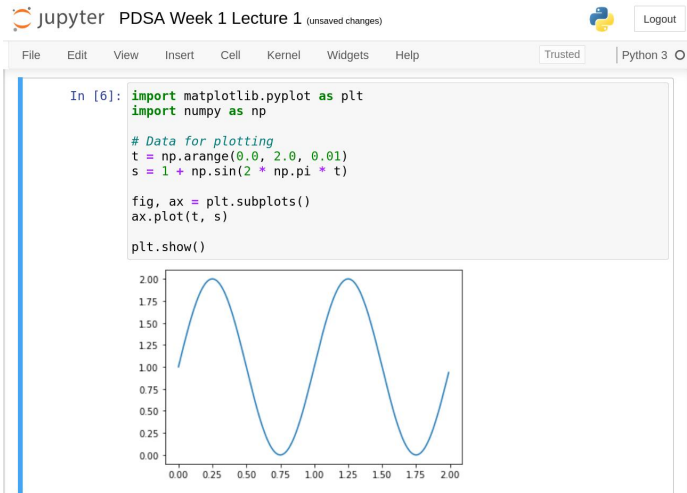 jupyter PDSA Week 1 Lecture 1 (unsaved changes) Logout
File Edit View Insert Cell Kernel Widgets Help Trusted Python 3
In [6]: import matplotlib.pyplot as plt
import numpy as np
# Data for plotting
t = np.arange(0.0, 2.0, 0.01)
s = 1 + np.sin(2 * np.pi * t)
fig, ax = plt.subplots()
ax.plot(t, s)
plt.show()
2.00
1.75
1.50
1.25
1.00
0.75
0.50
0.25
0.00
0.00 0.25 0.50 0.75 1.00 1.25 1.50 1.75 2.00